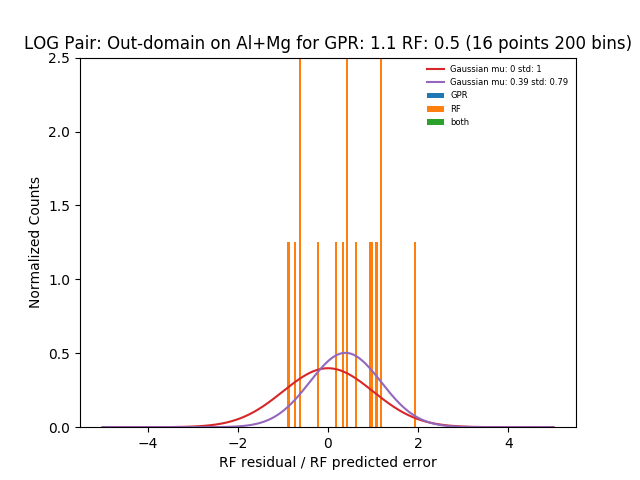 LOG Pair: Out-domain on Al+Mg for GPR: 1.1 RF: 0.5 (16 points 200 bins)
Gaussian mu: 0 std: 1
Gaussian mu: 0.39 std: 0.79
GPR
RF
both
Normalized Counts
2.5
2.0
1.5
1.0
0.5
0.0
−4 −2 0 2 4
RF residual / RF predicted error